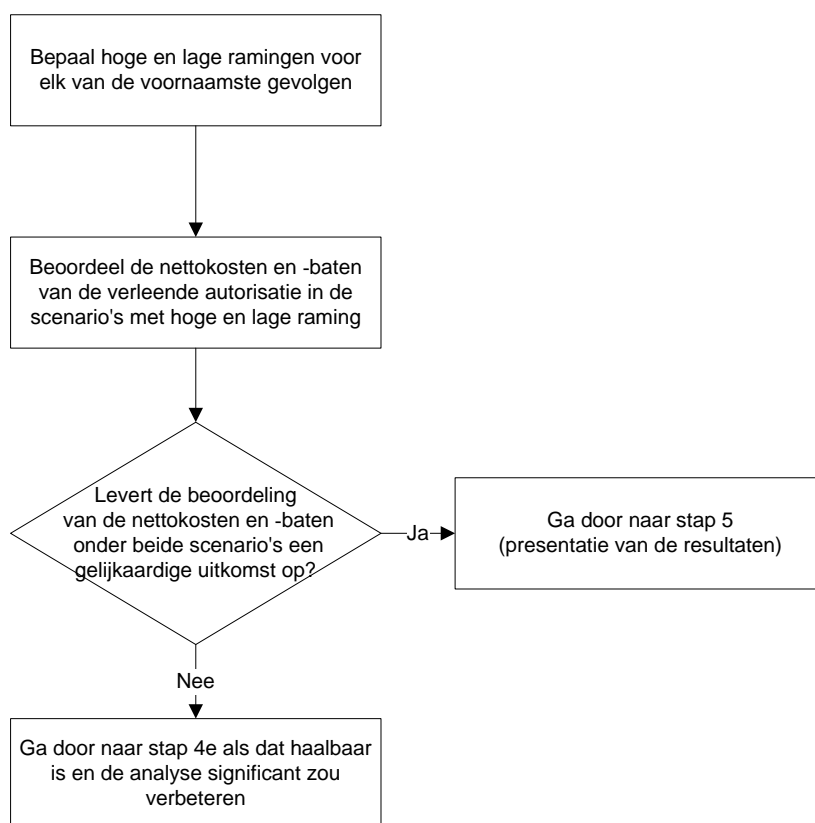 Bepaal hoge en lage ramingen voor
elk van de voornaamste gevolgen
Beoordeel de nettokosten en -baten
van de verleende autorisatie in de
scenario's met hoge en lage raming
Levert de beoordeling
van de nettokosten en -baten
onder beide scenario's een
gelijkaardige uitkomst op?
Ja
Ga door naar stap 5
(presentatie van de resultaten)
Nee
Ga door naar stap 4e als dat haalbaar
is en de analyse significant zou
verbeteren